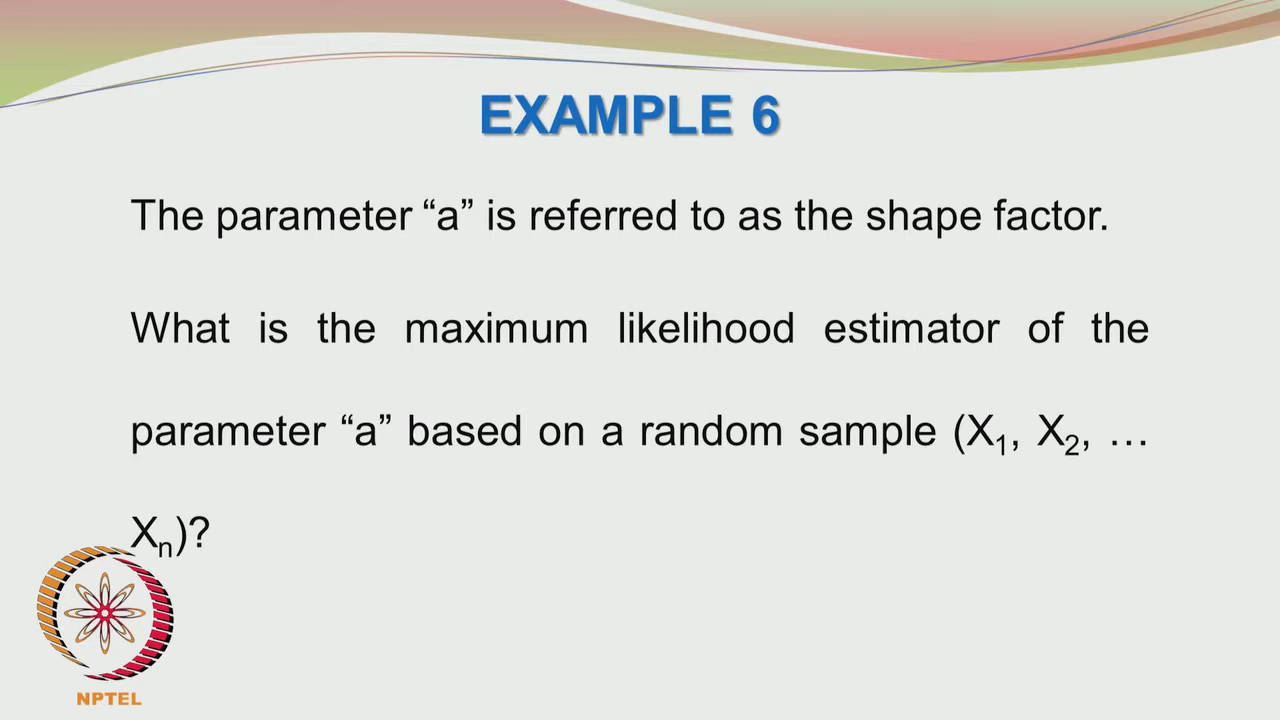 EXAMPLE 6
The parameter “a” is referred to as the shape factor.
What is the maximum likelihood estimator of the
parameter “a” based on a random sample (X₁, X₂, …
Xₙ)?
NPTEL